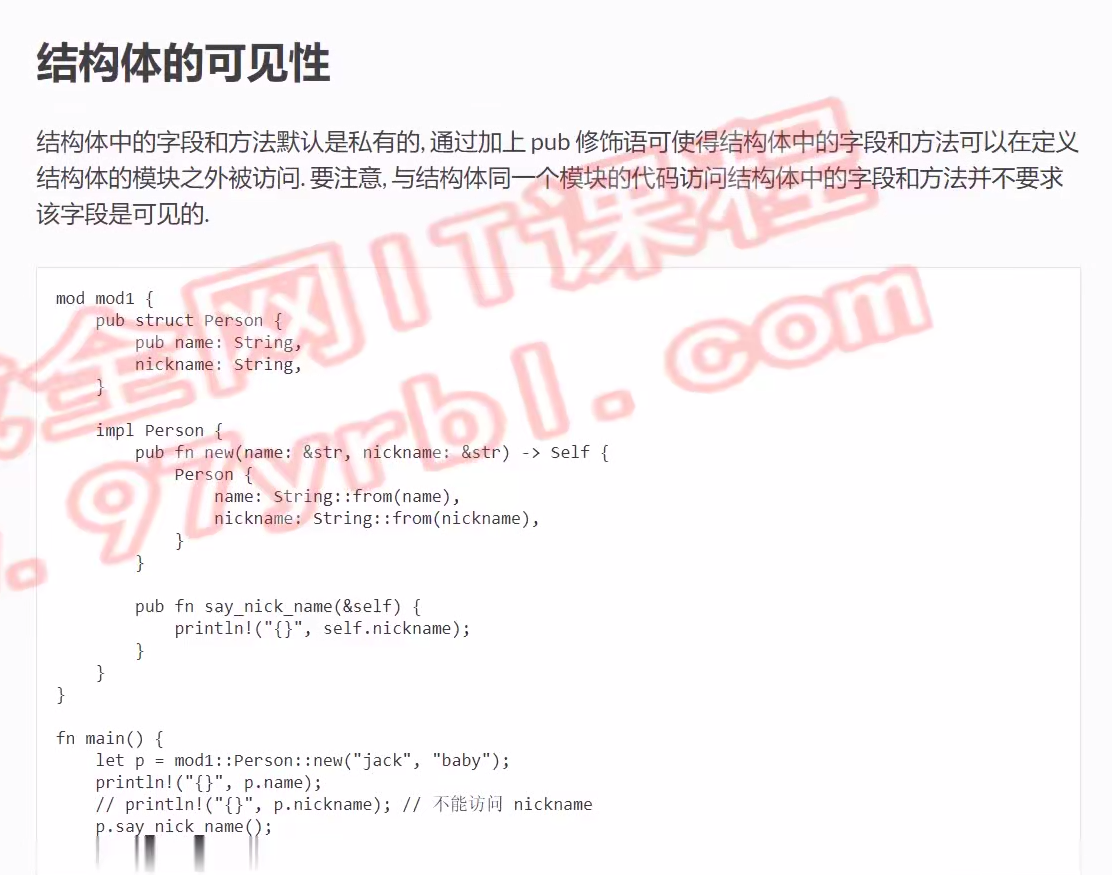 结构体的可见性
结构体中的字段和方法默认是私有的, 通过加上 pub 修饰语可使得结构体中的字段和方法可以在定义
结构体的模块之外被访问. 要注意, 与结构体同一个模块的代码访问结构体中的字段和方法并不要求
该字段是可见的.
mod mod1 {
    pub struct Person {
        pub name: String,
        nickname: String,
    }
    impl Person {
        pub fn new(name: &str, nickname: &str) -> Self {
            Person {
                name: String::from(name),
                nickname: String::from(nickname),
            }
        }
        pub fn say_nick_name(&self) {
            println!("{}", self.nickname);
        }
    }
}
fn main() {
    let p = mod1::Person::new("jack", "baby");
    println!("{}", p.name);
    // println!("{}", p.nickname); // 不能访问 nickname
    p.say_nick_name();
全网IT课程
.97yrbl.com